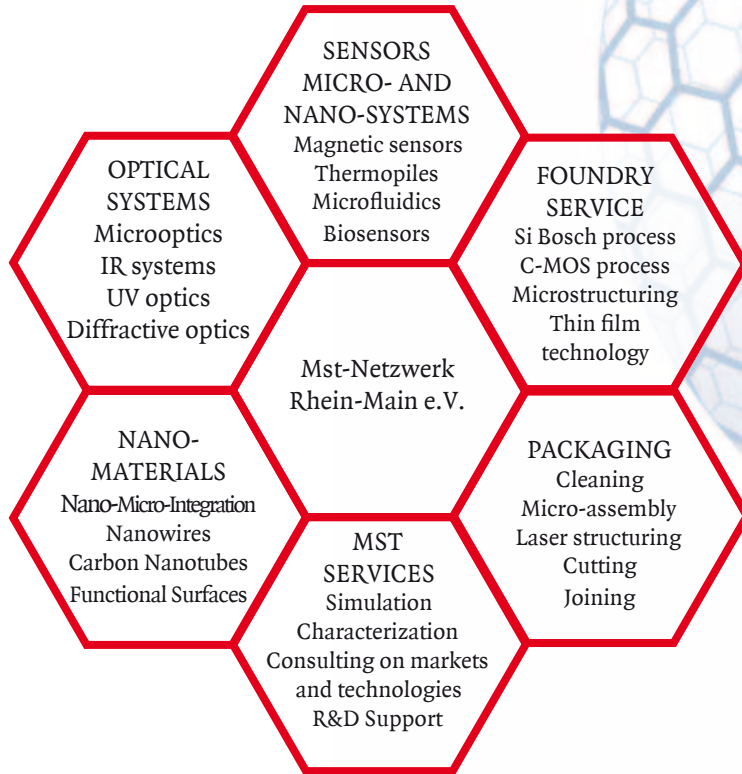 SENSORS
MICRO- AND
NANO-SYSTEMS
Magnetic sensors
Thermopiles
Microfluidics
Biosensors
OPTICAL
SYSTEMS
Microoptics
IR systems
UV optics
Diffractive optics
FOUNDRY
SERVICE
Si Bosch process
C-MOS process
Microstructuring
Thin film
technology
Mst-Netzwerk
Rhein-Main e.V.
NANO-
MATERIALS
Nano-Micro-Integration
Nanowires
Carbon Nanotubes
Functional Surfaces
PACKAGING
Cleaning
Micro-assembly
Laser structuring
Cutting
Joining
MST
SERVICES
Simulation
Characterization
Consulting on markets
and technologies
R&D Support